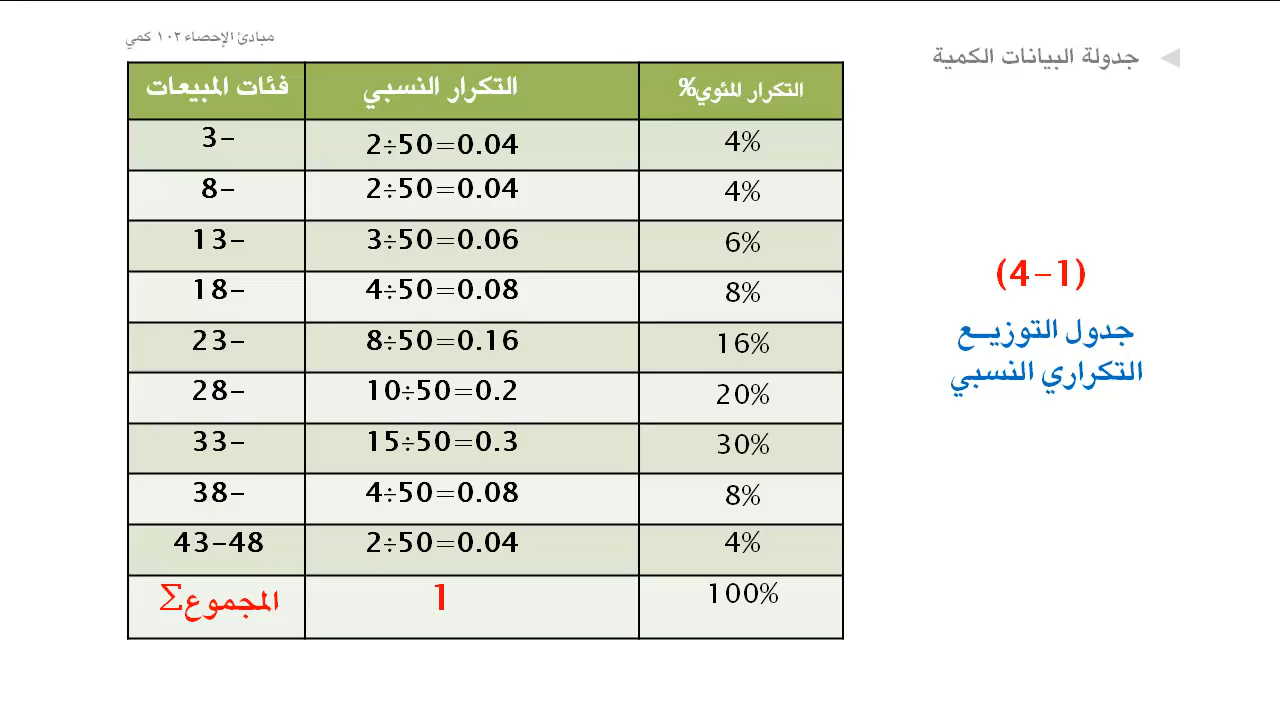 مبادئ الإحصاء ١٠٢ كمي
جدولة البيانات الكمية
فئات المبيعات التكرار النسبي التكرار المئوي%
3- 2÷50=0.04 4%
8- 2÷50=0.04 4%
13- 3÷50=0.06 6%
18- 4÷50=0.08 8%
23- 8÷50=0.16 16%
28- 10÷50=0.2 20%
33- 15÷50=0.3 30%
38- 4÷50=0.08 8%
43-48 2÷50=0.04 4%
المجموع∑ 1 100%
(4-1)
جدول التوزيــع
التكراري النسبي